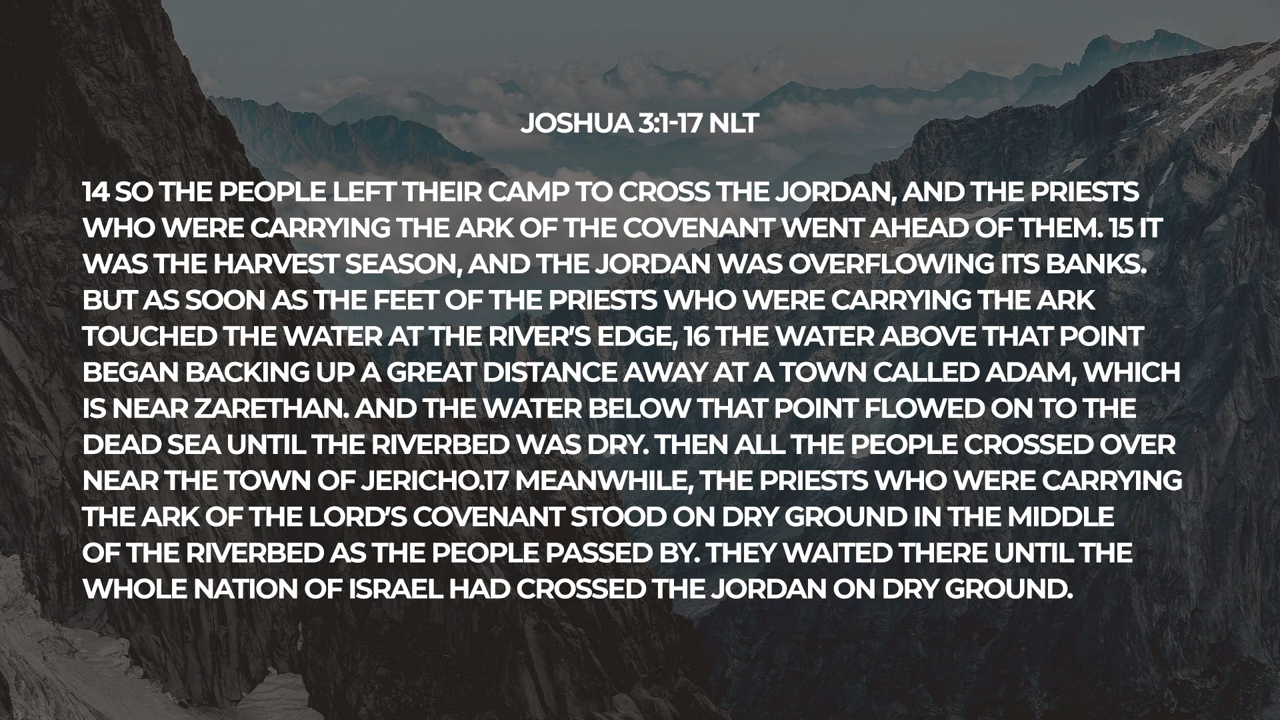 JOSHUA 3:1-17 NLT
14 SO THE PEOPLE LEFT THEIR CAMP TO CROSS THE JORDAN, AND THE PRIESTS
WHO WERE CARRYING THE ARK OF THE COVENANT WENT AHEAD OF THEM. 15 IT
WAS THE HARVEST SEASON, AND THE JORDAN WAS OVERFLOWING ITS BANKS.
BUT AS SOON AS THE FEET OF THE PRIESTS WHO WERE CARRYING THE ARK
TOUCHED THE WATER AT THE RIVER'S EDGE, 16 THE WATER ABOVE THAT POINT
BEGAN BACKING UP A GREAT DISTANCE AWAY AT A TOWN CALLED ADAM, WHICH
IS NEAR ZARETHAN. AND THE WATER BELOW THAT POINT FLOWED ON TO THE
DEAD SEA UNTIL THE RIVERBED WAS DRY. THEN ALL THE PEOPLE CROSSED OVER
NEAR THE TOWN OF JERICHO.17 MEANWHILE, THE PRIESTS WHO WERE CARRYING
THE ARK OF THE LORD'S COVENANT STOOD ON DRY GROUND IN THE MIDDLE
OF THE RIVERBED AS THE PEOPLE PASSED BY. THEY WAITED THERE UNTIL THE
WHOLE NATION OF ISRAEL HAD CROSSED THE JORDAN ON DRY GROUND.